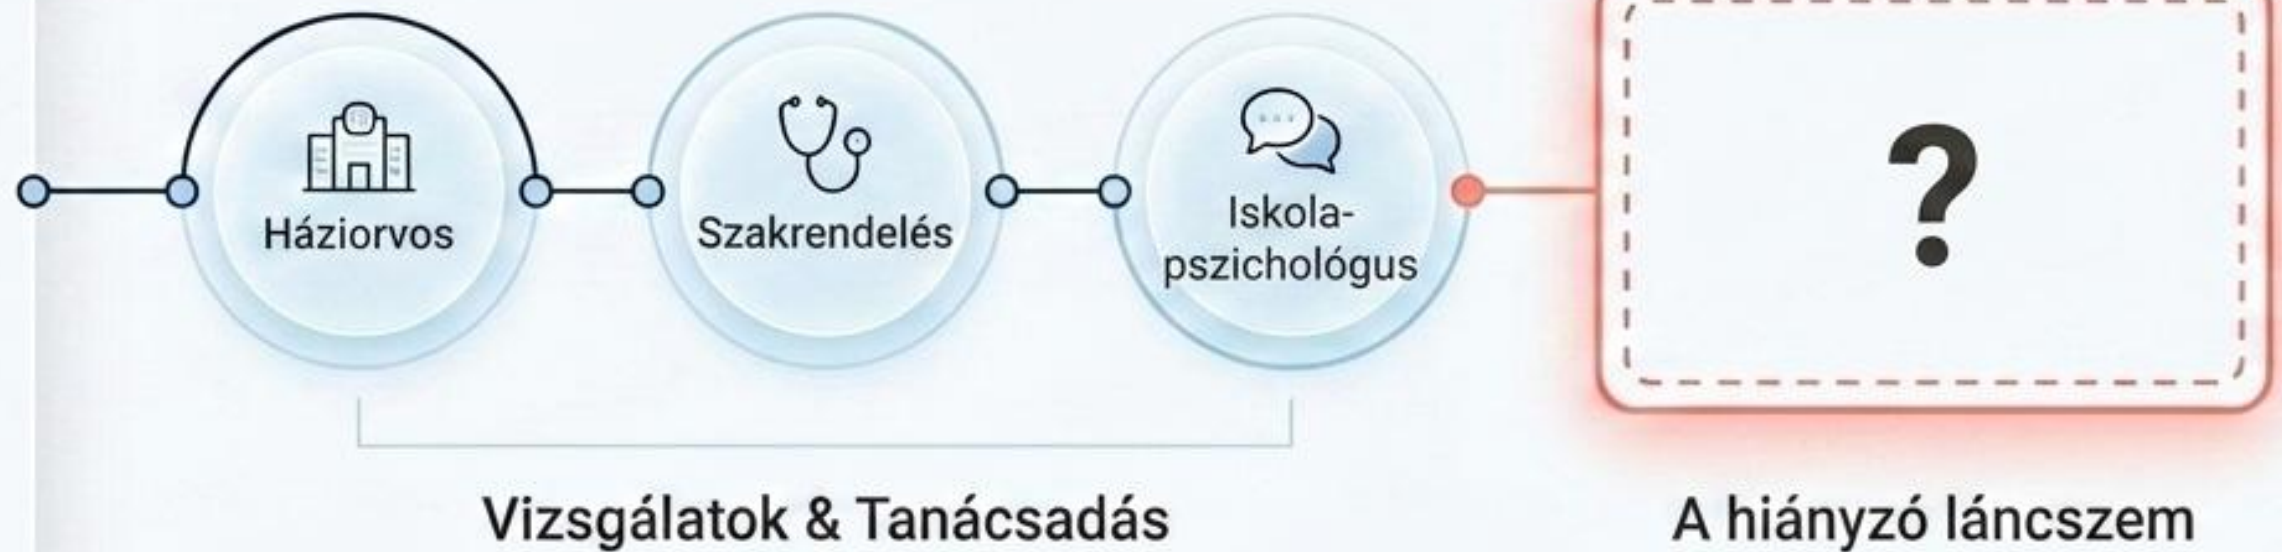 Háziorvos
Szakrendelés
Iskola-
pszichológus
?
Vizsgálatok & Tanácsadás
A hiányzó láncszem